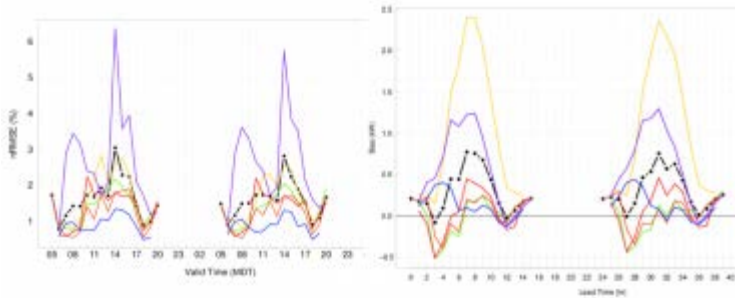 6
5
4
3
2
1
nRMSE (%)
05 08 11 14 17 20 23 02 05 08 11 14 17 20 23
Valid Time (MDT)
2.5
2.0
1.5
1.0
0.5
0.0
-0.5
Bias (kW)
0 2 4 6 8 10 12 14 16 18 20 22 24 26 28 30 32 34 36 38 40
Lead Time (hr)